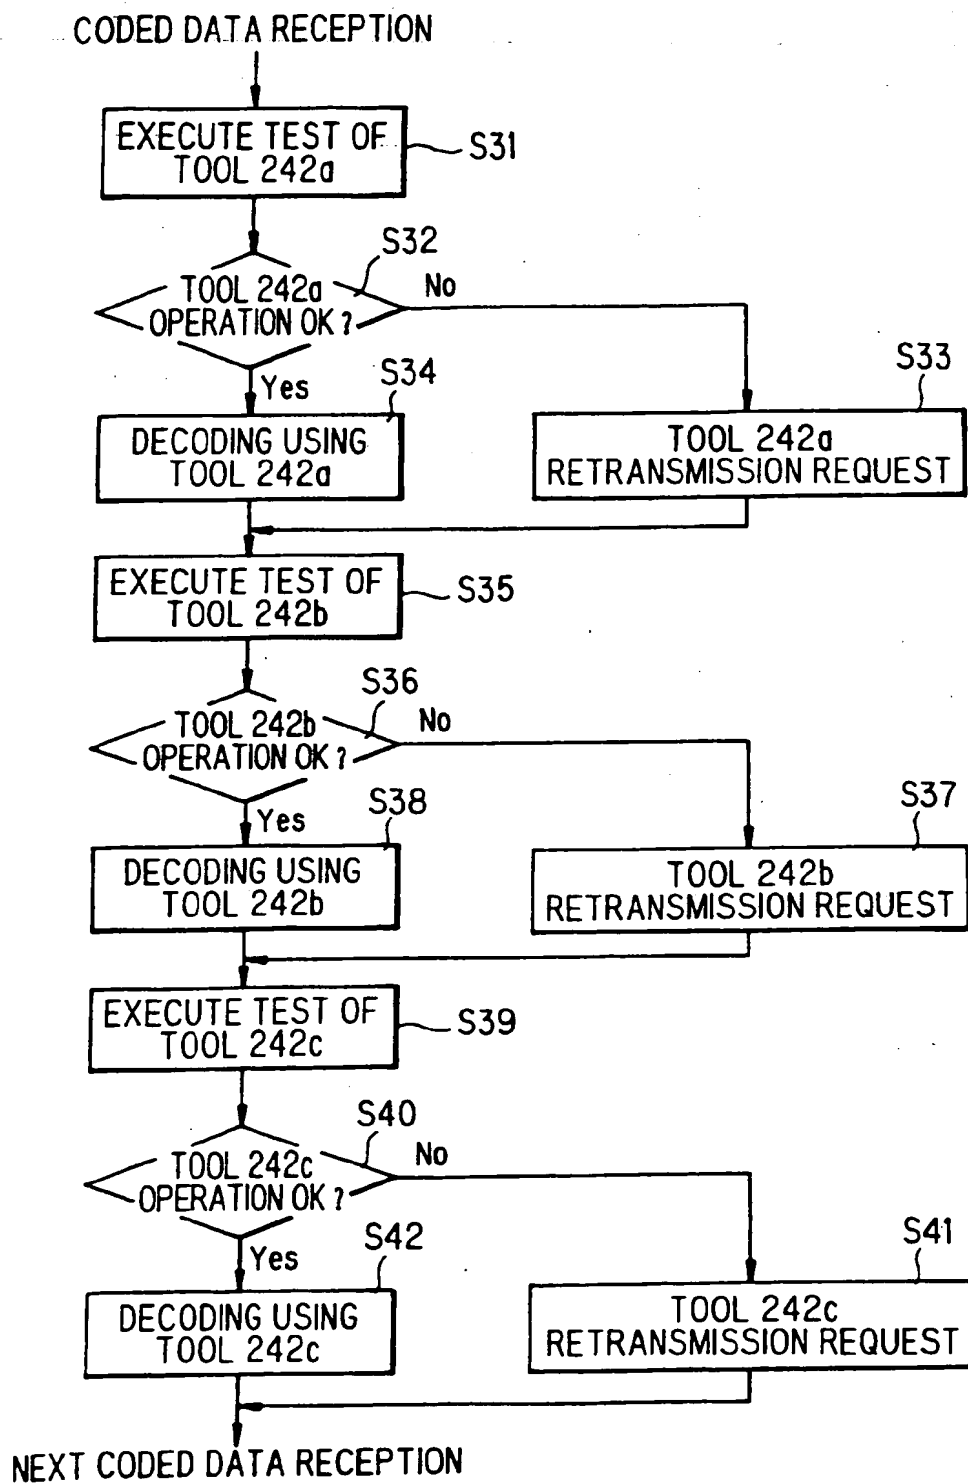 CODED DATA RECEPTION
EXECUTE TEST OF
TOOL 242a
S31
S32
TOOL 242a
OPERATION OK?
No
Yes
S34
S33
DECODING USING
TOOL 242a
TOOL 242a
RETRANSMISSION REQUEST
EXECUTE TEST OF
TOOL 242b
S35
S36
TOOL 242b
OPERATION OK?
No
Yes
S38
S37
DECODING USING
TOOL 242b
TOOL 242b
RETRANSMISSION REQUEST
EXECUTE TEST OF
TOOL 242c
S39
S40
TOOL 242c
OPERATION OK?
No
Yes
S42
S41
DECODING USING
TOOL 242c
TOOL 242c
RETRANSMISSION REQUEST
NEXT CODED DATA RECEPTION